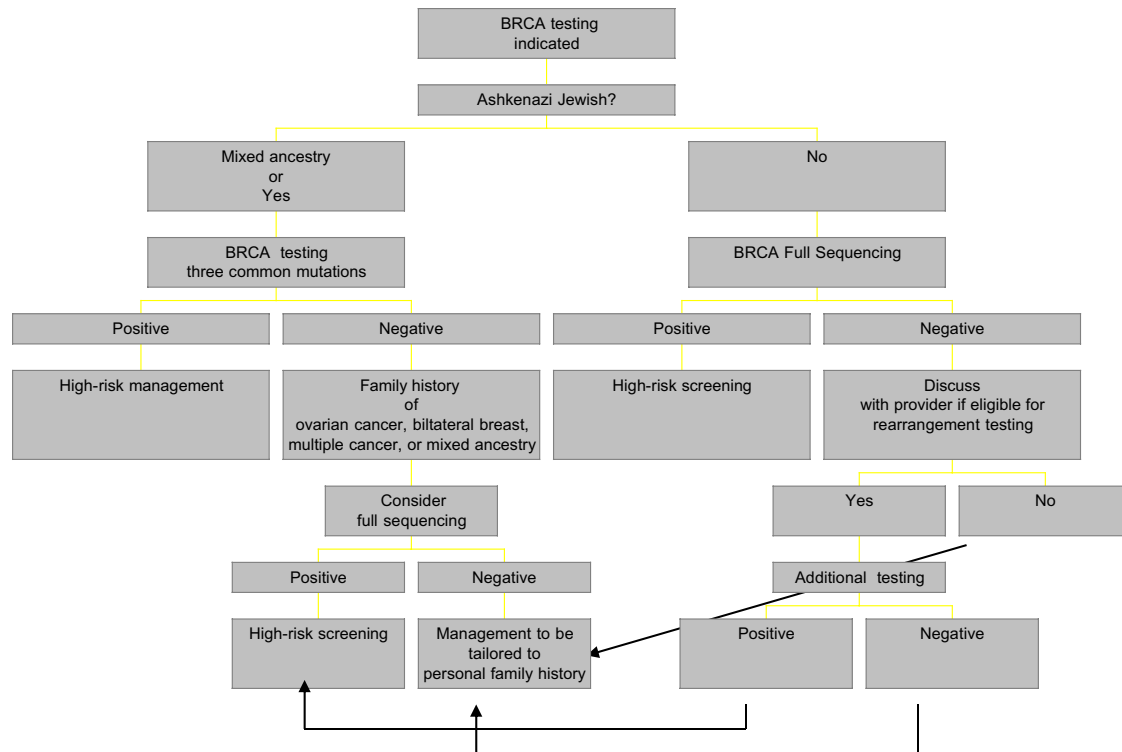 BRCA testing
indicated
Ashkenazi Jewish?
Mixed ancestry
or
Yes
No
BRCA testing
three common mutations
BRCA Full Sequencing
Positive
Negative
Positive
Negative
High-risk management
Family history
of
ovarian cancer, biltateral breast,
multiple cancer, or mixed ancestry
High-risk screening
Discuss
with provider if eligible for
rearrangement testing
Consider
full sequencing
Yes
No
Positive
Negative
Additional testing
High-risk screening
Management to be
tailored to
personal family history
Positive
Negative